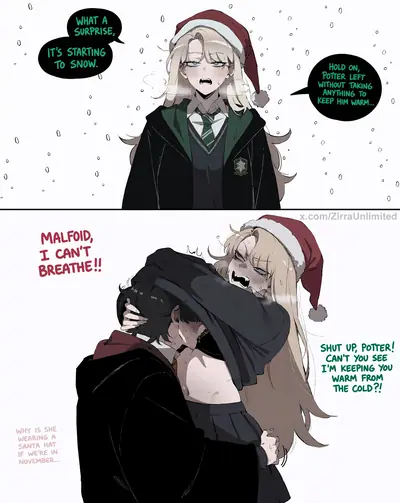 WHAT A
SURPRISE,
IT'S STARTING
TO SNOW.
HOLD ON,
POTTER LEFT
WITHOUT TAKING
ANYTHING TO
KEEP HIM WARM...
x.com/ZirraUnlimited
MALFOID,
I CAN'T
BREATHE!!
SHUT UP, POTTER!
CAN'T YOU SEE
I'M KEEPING YOU
WARM FROM
THE COLD?!
WHY IS SHE
WEARING A
SANTA HAT
IF WE'RE IN
NOVEMBER...